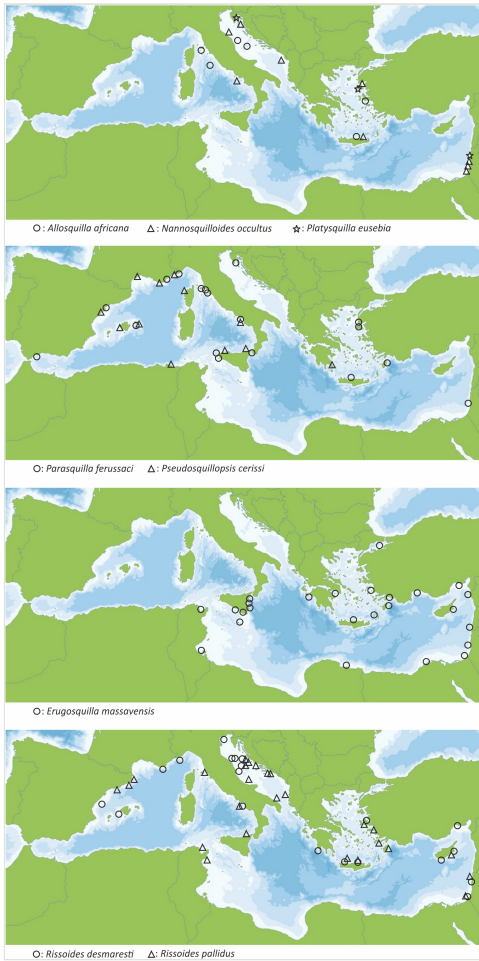 ○: Allosquilla africana △: Nannosquilloides occultus ☆: Platysquilla eusebia
○: Parasquilla ferussaci △: Pseudosquillopsis cerissi
○: Erugosquilla massavensis
○: Rissoides desmaresti △: Rissoides pallidus